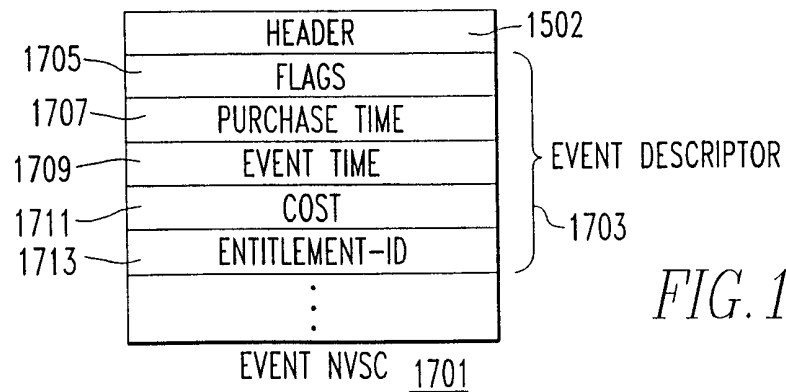 HEADER 1502
1705 FLAGS
1707 PURCHASE TIME
1709 EVENT TIME EVENT DESCRIPTOR
1711 COST 1703
1713 ENTITLEMENT-ID
FIG. 1
EVENT NVSC 1701